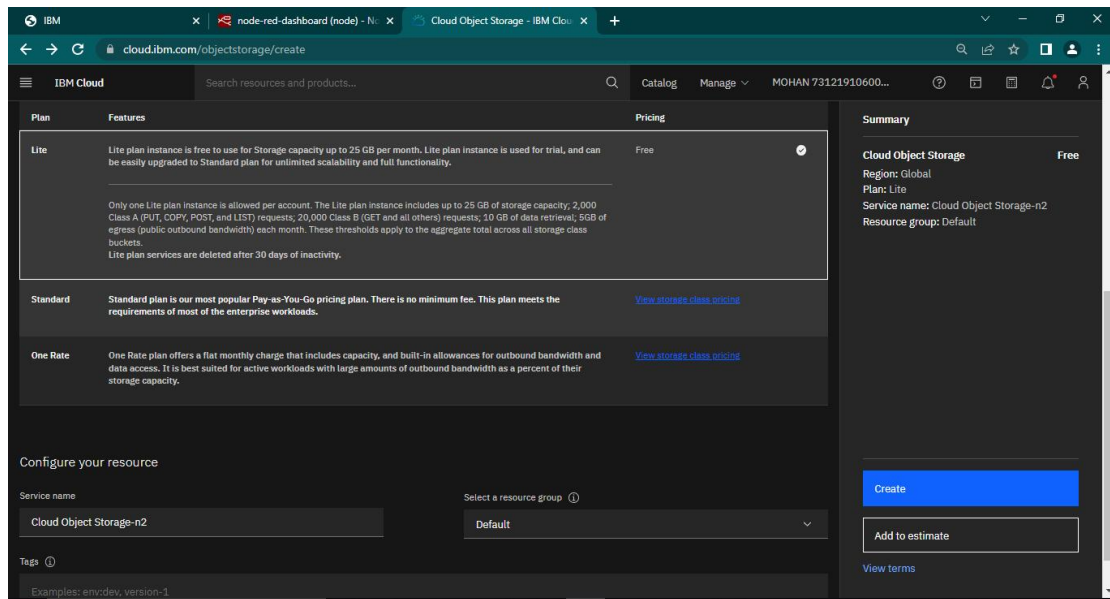 IBM
node-red-dashboard (node) - No
Cloud Object Storage - IBM Clou
cloud.ibm.com/objectstorage/create
IBM Cloud
Search resources and products...
Catalog
Manage
MOHAN 73121910600...
Plan
Features
Pricing
Lite
Lite plan instance is free to use for Storage capacity up to 25 GB per month. Lite plan instance is used for trial, and can
be easily upgraded to Standard plan for unlimited scalability and full functionality.
Free
Only one Lite plan instance is allowed per account. The Lite plan instance includes up to 25 GB of storage capacity; 2,000
Class A (PUT, COPY, POST, and LIST) requests; 20,000 Class B (GET and all others) requests; 10 GB of data retrieval; 5GB of
egress (public outbound bandwidth) each month. These thresholds apply to the aggregate total across all storage class
buckets.
Lite plan services are deleted after 30 days of inactivity.
Standard
Standard plan is our most popular Pay-as-You-Go pricing plan. There is no minimum fee. This plan meets the
requirements of most of the enterprise workloads.
View storage class pricing
One Rate
One Rate plan offers a flat monthly charge that includes capacity, and built-in allowances for outbound bandwidth and
data access. It is best suited for active workloads with large amounts of outbound bandwidth as a percent of their
storage capacity.
View storage class pricing
Configure your resource
Service name
Cloud Object Storage-n2
Select a resource group
Default
Tags
Examples: env:dev, version-1
Summary
Cloud Object Storage
Free
Region: Global
Plan: Lite
Service name: Cloud Object Storage-n2
Resource group: Default
Create
Add to estimate
View terms